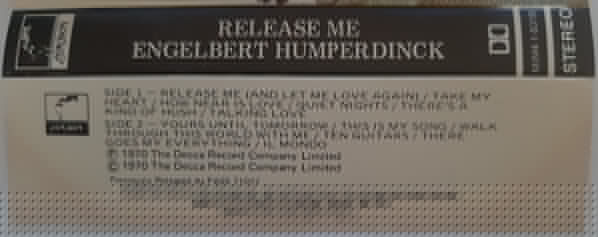 RELEASE ME
ENGELBERT HUMPERDINCK
STEREO
SIDE 1 — RELEASE ME (AND LET ME LOVE AGAIN) / TAKE MY
HEART / HOW NEAR IS LOVE / QUIET NIGHTS / THERE'S A
KIND OF HUSH / TALKING LOVE
SIDE 2 — YOURS UNTIL TOMORROW / THIS IS MY SONG / WALK
THROUGH THIS WORLD WITH ME / TEN GUITARS / THERE
GOES MY EVERYTHING / IL MONDO
℗ 1970 The Decca Record Company Limited
© 1970 The Decca Record Company Limited